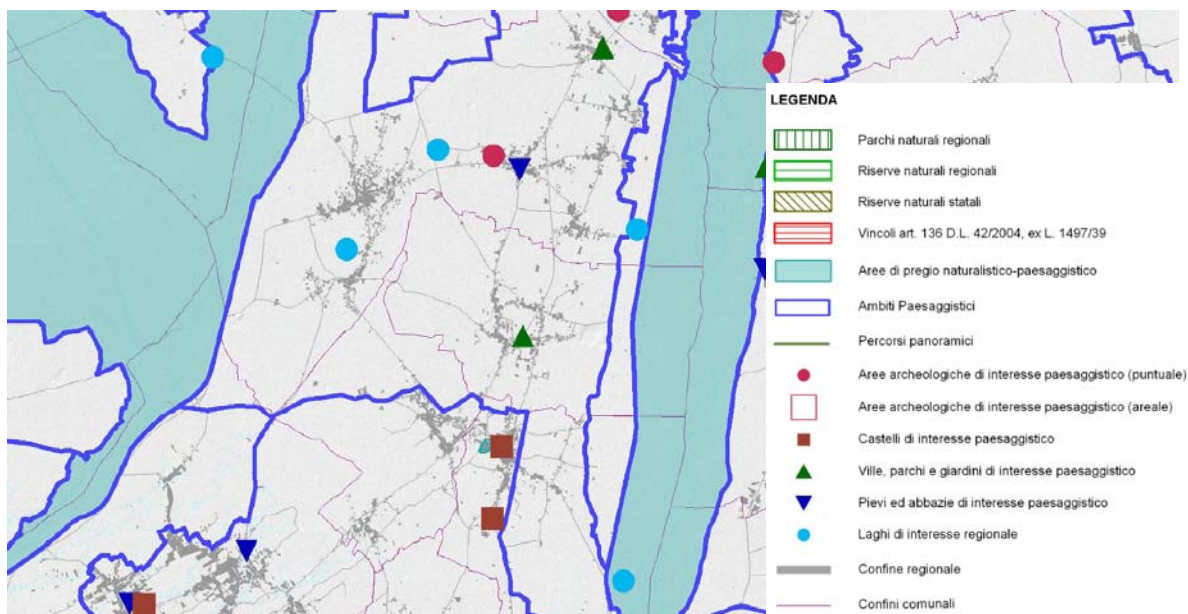 LEGENDA
Parchi naturali regionali
Riserve naturali regionali
Riserve naturali statali
Vincoli art. 136 D.L. 42/2004, ex L. 1497/39
Aree di pregio naturalistico-paesaggistico
Ambiti Paesaggistici
Percorsi panoramici
Aree archeologiche di interesse paesaggistico (puntuale)
Aree archeologiche di interesse paesaggistico (areale)
Castelli di interesse paesaggistico
Ville, parchi e giardini di interesse paesaggistico
Pievi ed abbazie di interesse paesaggistico
Laghi di interesse regionale
Confine regionale
Confini comunali